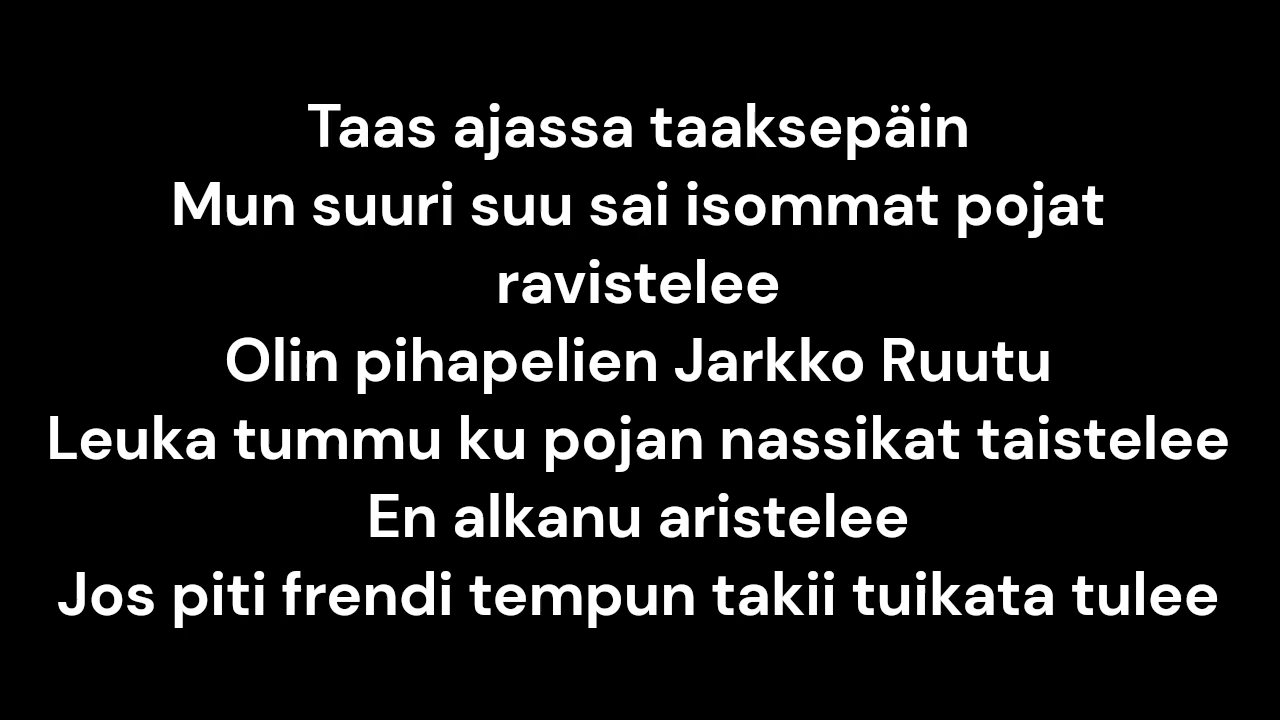 Taas ajassa taaksepäin
Mun suuri suu sai isommat pojat
ravistelee
Olin pihapelien Jarkko Ruutu
Leuka tummu ku pojan nassikat taistelee
En alkanu aristelee
Jos piti frendi tempun takii tuikata tulee